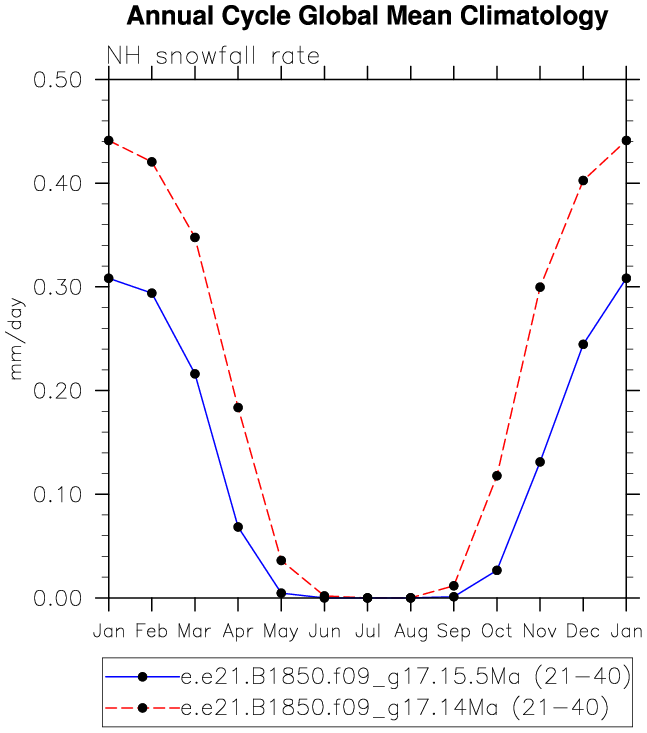 Annual Cycle Global Mean Climatology
NH snowfall rate
0.50
0.40
0.30
0.20
0.10
0.00
mm/day
Jan Feb Mar Apr May Jun Jul Aug Sep Oct Nov Dec Jan
e.e21.B1850.f09_g17.15.5Ma (21-40)
e.e21.B1850.f09_g17.14Ma (21-40)